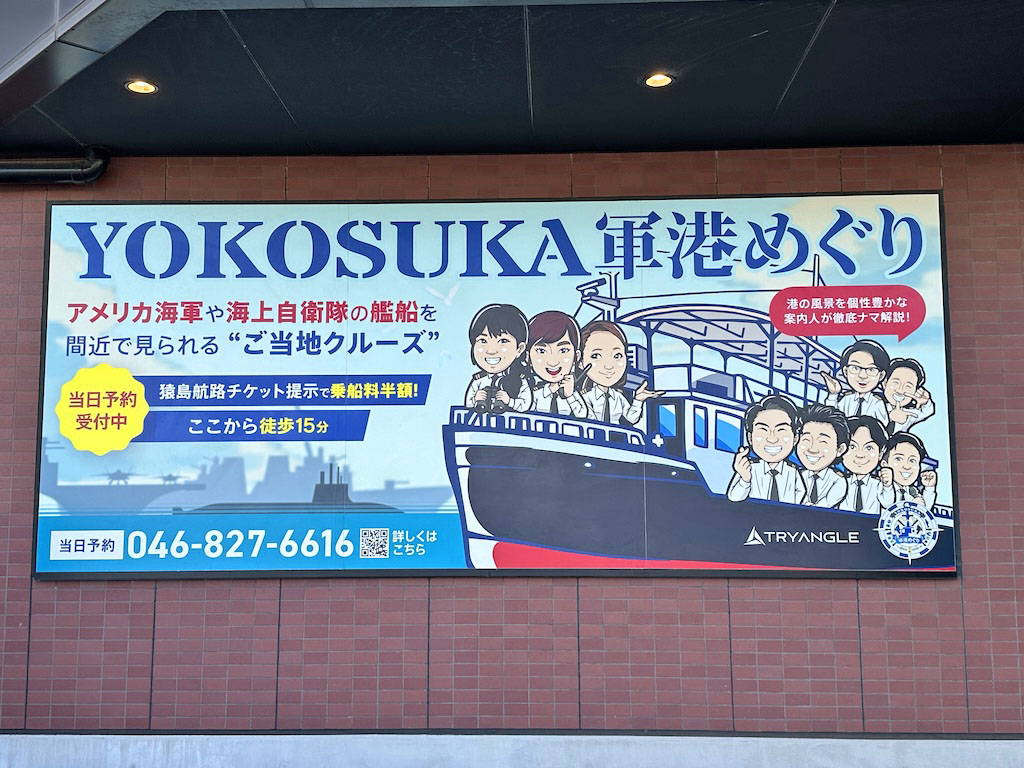 YOKOSUKA軍港めぐり
アメリカ海軍や海上自衛隊の艦船を
間近で見られる “ご当地クルーズ”
港の風景を個性豊かな
案内人が徹底ナマ解説!
当日予約
受付中
猿島航路チケット提示で乗船料半額!
ここから徒歩15分
当日予約 046-827-6616 詳しくは
こちら
TRYANGLE
軍港めぐり